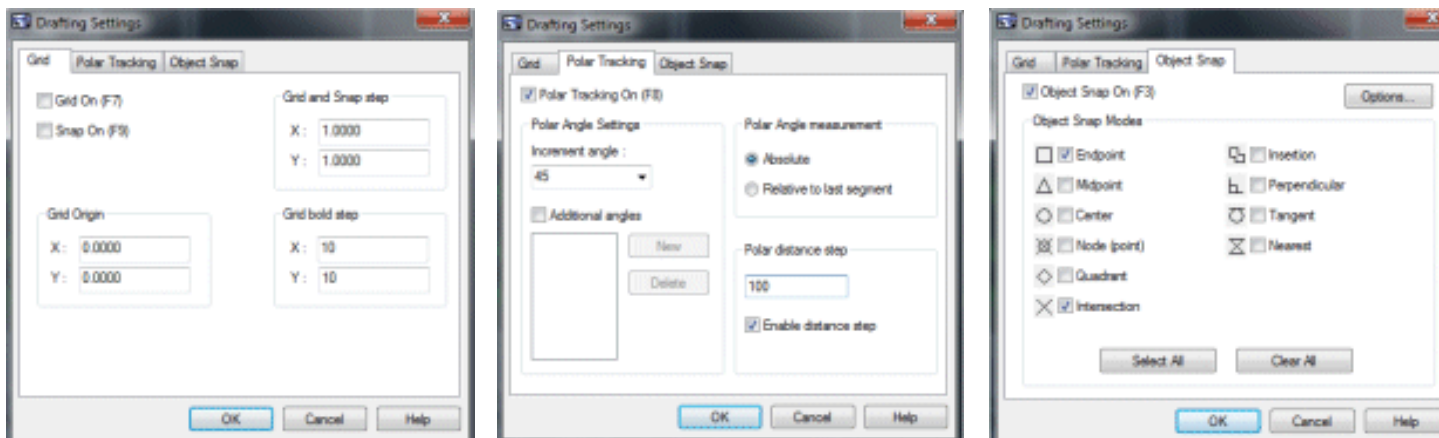 Drafting Settings
Grid
Polar Tracking
Object Snap
Grid On (F7)
Snap On (F9)
Grid and Snap step
X : 1.0000
Y : 1.0000
Grid Origin
X : 0.0000
Y : 0.0000
Grid bold step
X : 10
Y : 10
OK
Cancel
Help
Drafting Settings
Grid
Polar Tracking
Object Snap
Polar Tracking On (F8)
Polar Angle Settings
Increment angle :
45
Additional angles
New
Delete
Polar Angle measurement
Absolute
Relative to last segment
Polar distance step
100
Enable distance step
OK
Cancel
Help
Drafting Settings
Grid
Polar Tracking
Object Snap
Object Snap On (F3)
Options...
Object Snap Modes
Endpoint
Midpoint
Center
Node (point)
Quadrant
Intersection
Insertion
Perpendicular
Tangent
Nearest
Select All
Clear All
OK
Cancel
Help